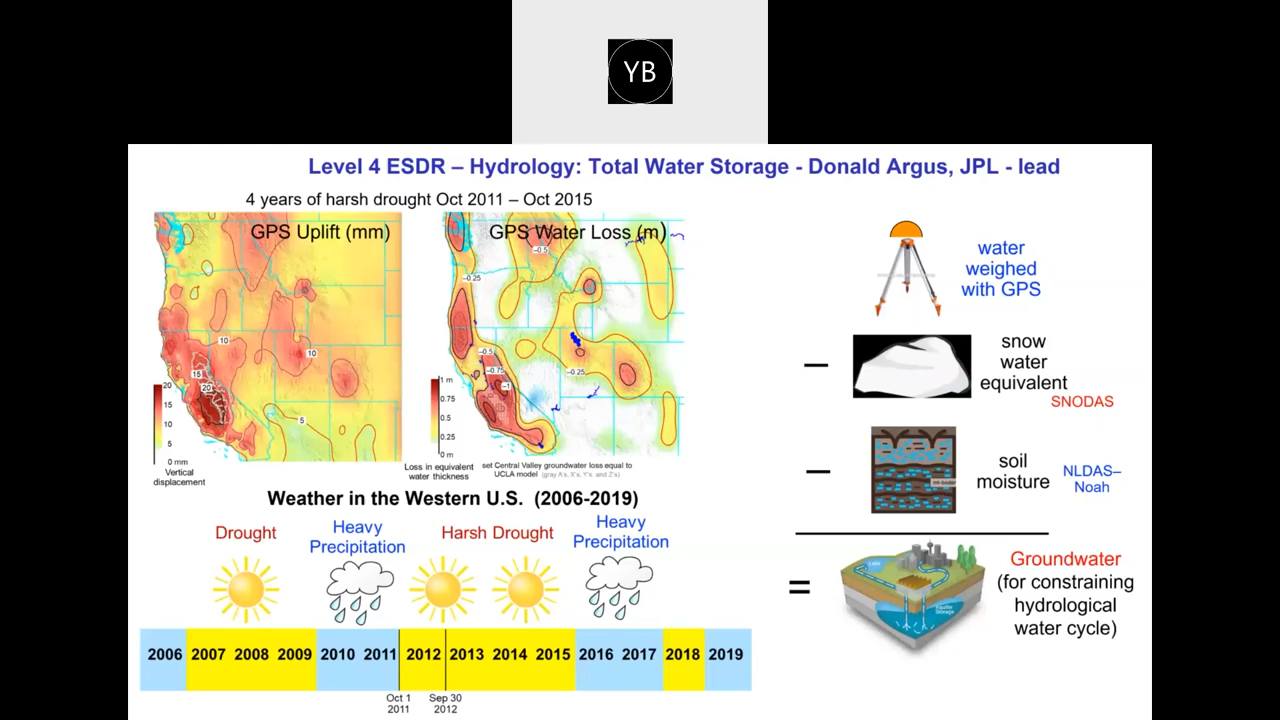 YB
Level 4 ESDR – Hydrology: Total Water Storage - Donald Argus, JPL - lead
4 years of harsh drought Oct 2011 – Oct 2015
GPS Uplift (mm)
10
10
15
20
5
20
15
10
5
0 mm
Vertical
displacement
GPS Water Loss (m)
–0.5
–0.25
–0.5
–0.75
–1
–0.25
1 m
0.75
0.5
0.25
0 m
Loss in equivalent
water thickness
set Central Valley groundwater loss equal to
UCLA model (gray A's, X's, Y's, and Z's)
water
weighed
with GPS
–
snow
water
equivalent
SNODAS
–
soil
moisture
NLDAS–
Noah
=
Groundwater
(for constraining
hydrological
water cycle)
Weather in the Western U.S. (2006-2019)
Drought
Heavy
Precipitation
Harsh Drought
Heavy
Precipitation
2006 2007 2008 2009 2010 2011 2012 2013 2014 2015 2016 2017 2018 2019
Oct 1
2011
Sep 30
2012